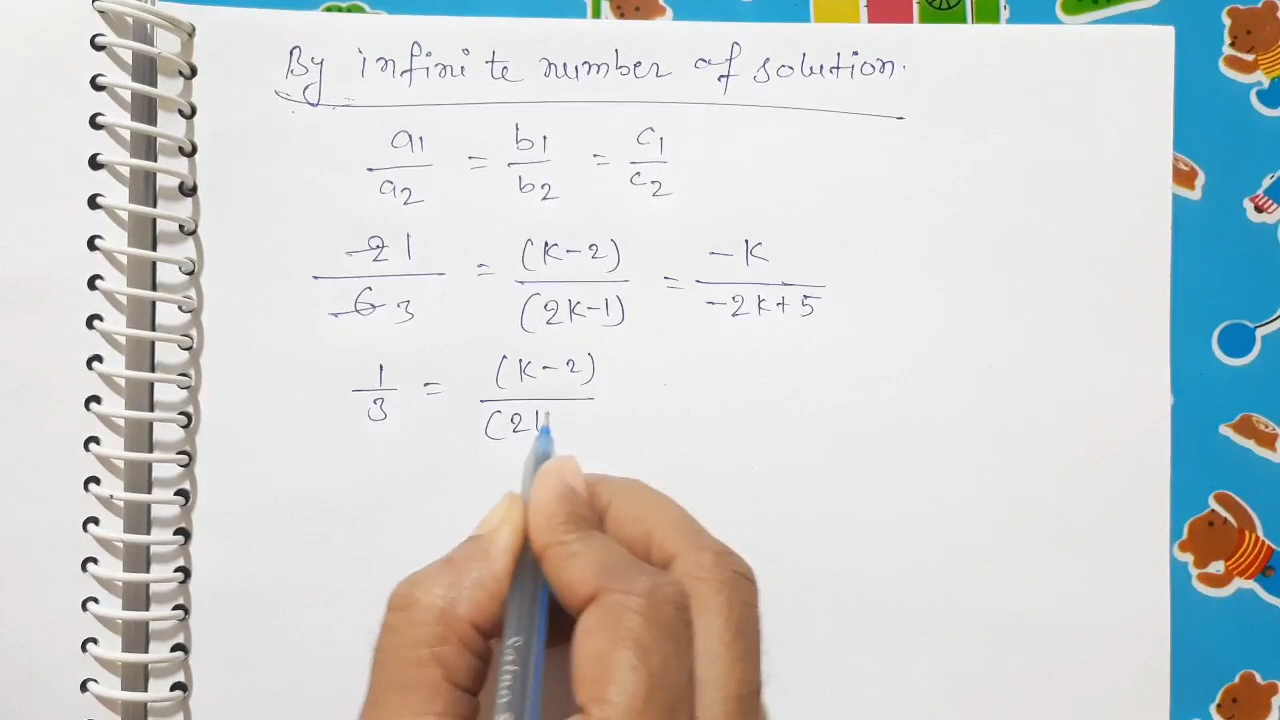 By infinite number of solution.
a1/a2 = b1/b2 = c1/c2
2 1/6 3 = (K-2)/(2K-1) = -K/-2K+5
1/3 = (K-2)/(2